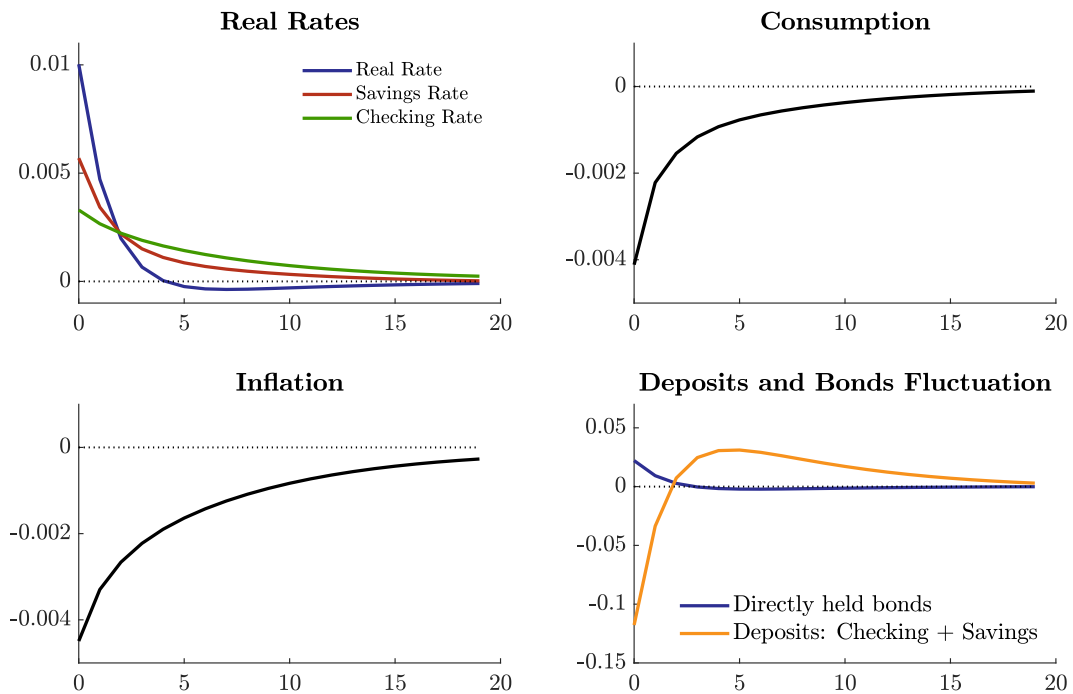 Real Rates
0.01
0.005
0
Real Rate
Savings Rate
Checking Rate
0 5 10 15 20
Consumption
0
-0.002
-0.004
0 5 10 15 20
Inflation
0
-0.002
-0.004
0 5 10 15 20
Deposits and Bonds Fluctuation
0.05
0
-0.05
-0.1
-0.15
Directly held bonds
Deposits: Checking + Savings
0 5 10 15 20